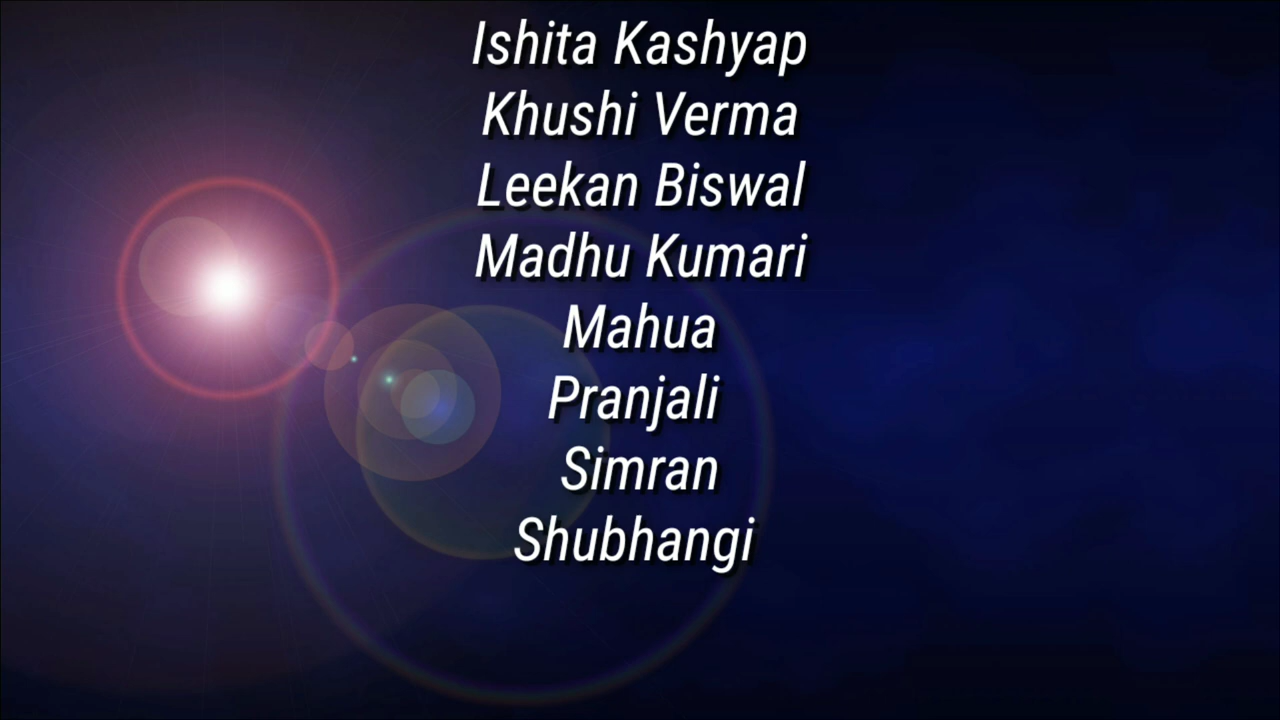 Ishita Kashyap
Khushi Verma
Leekan Biswal
Madhu Kumari
Mahua
Pranjali
Simran
Shubhangi